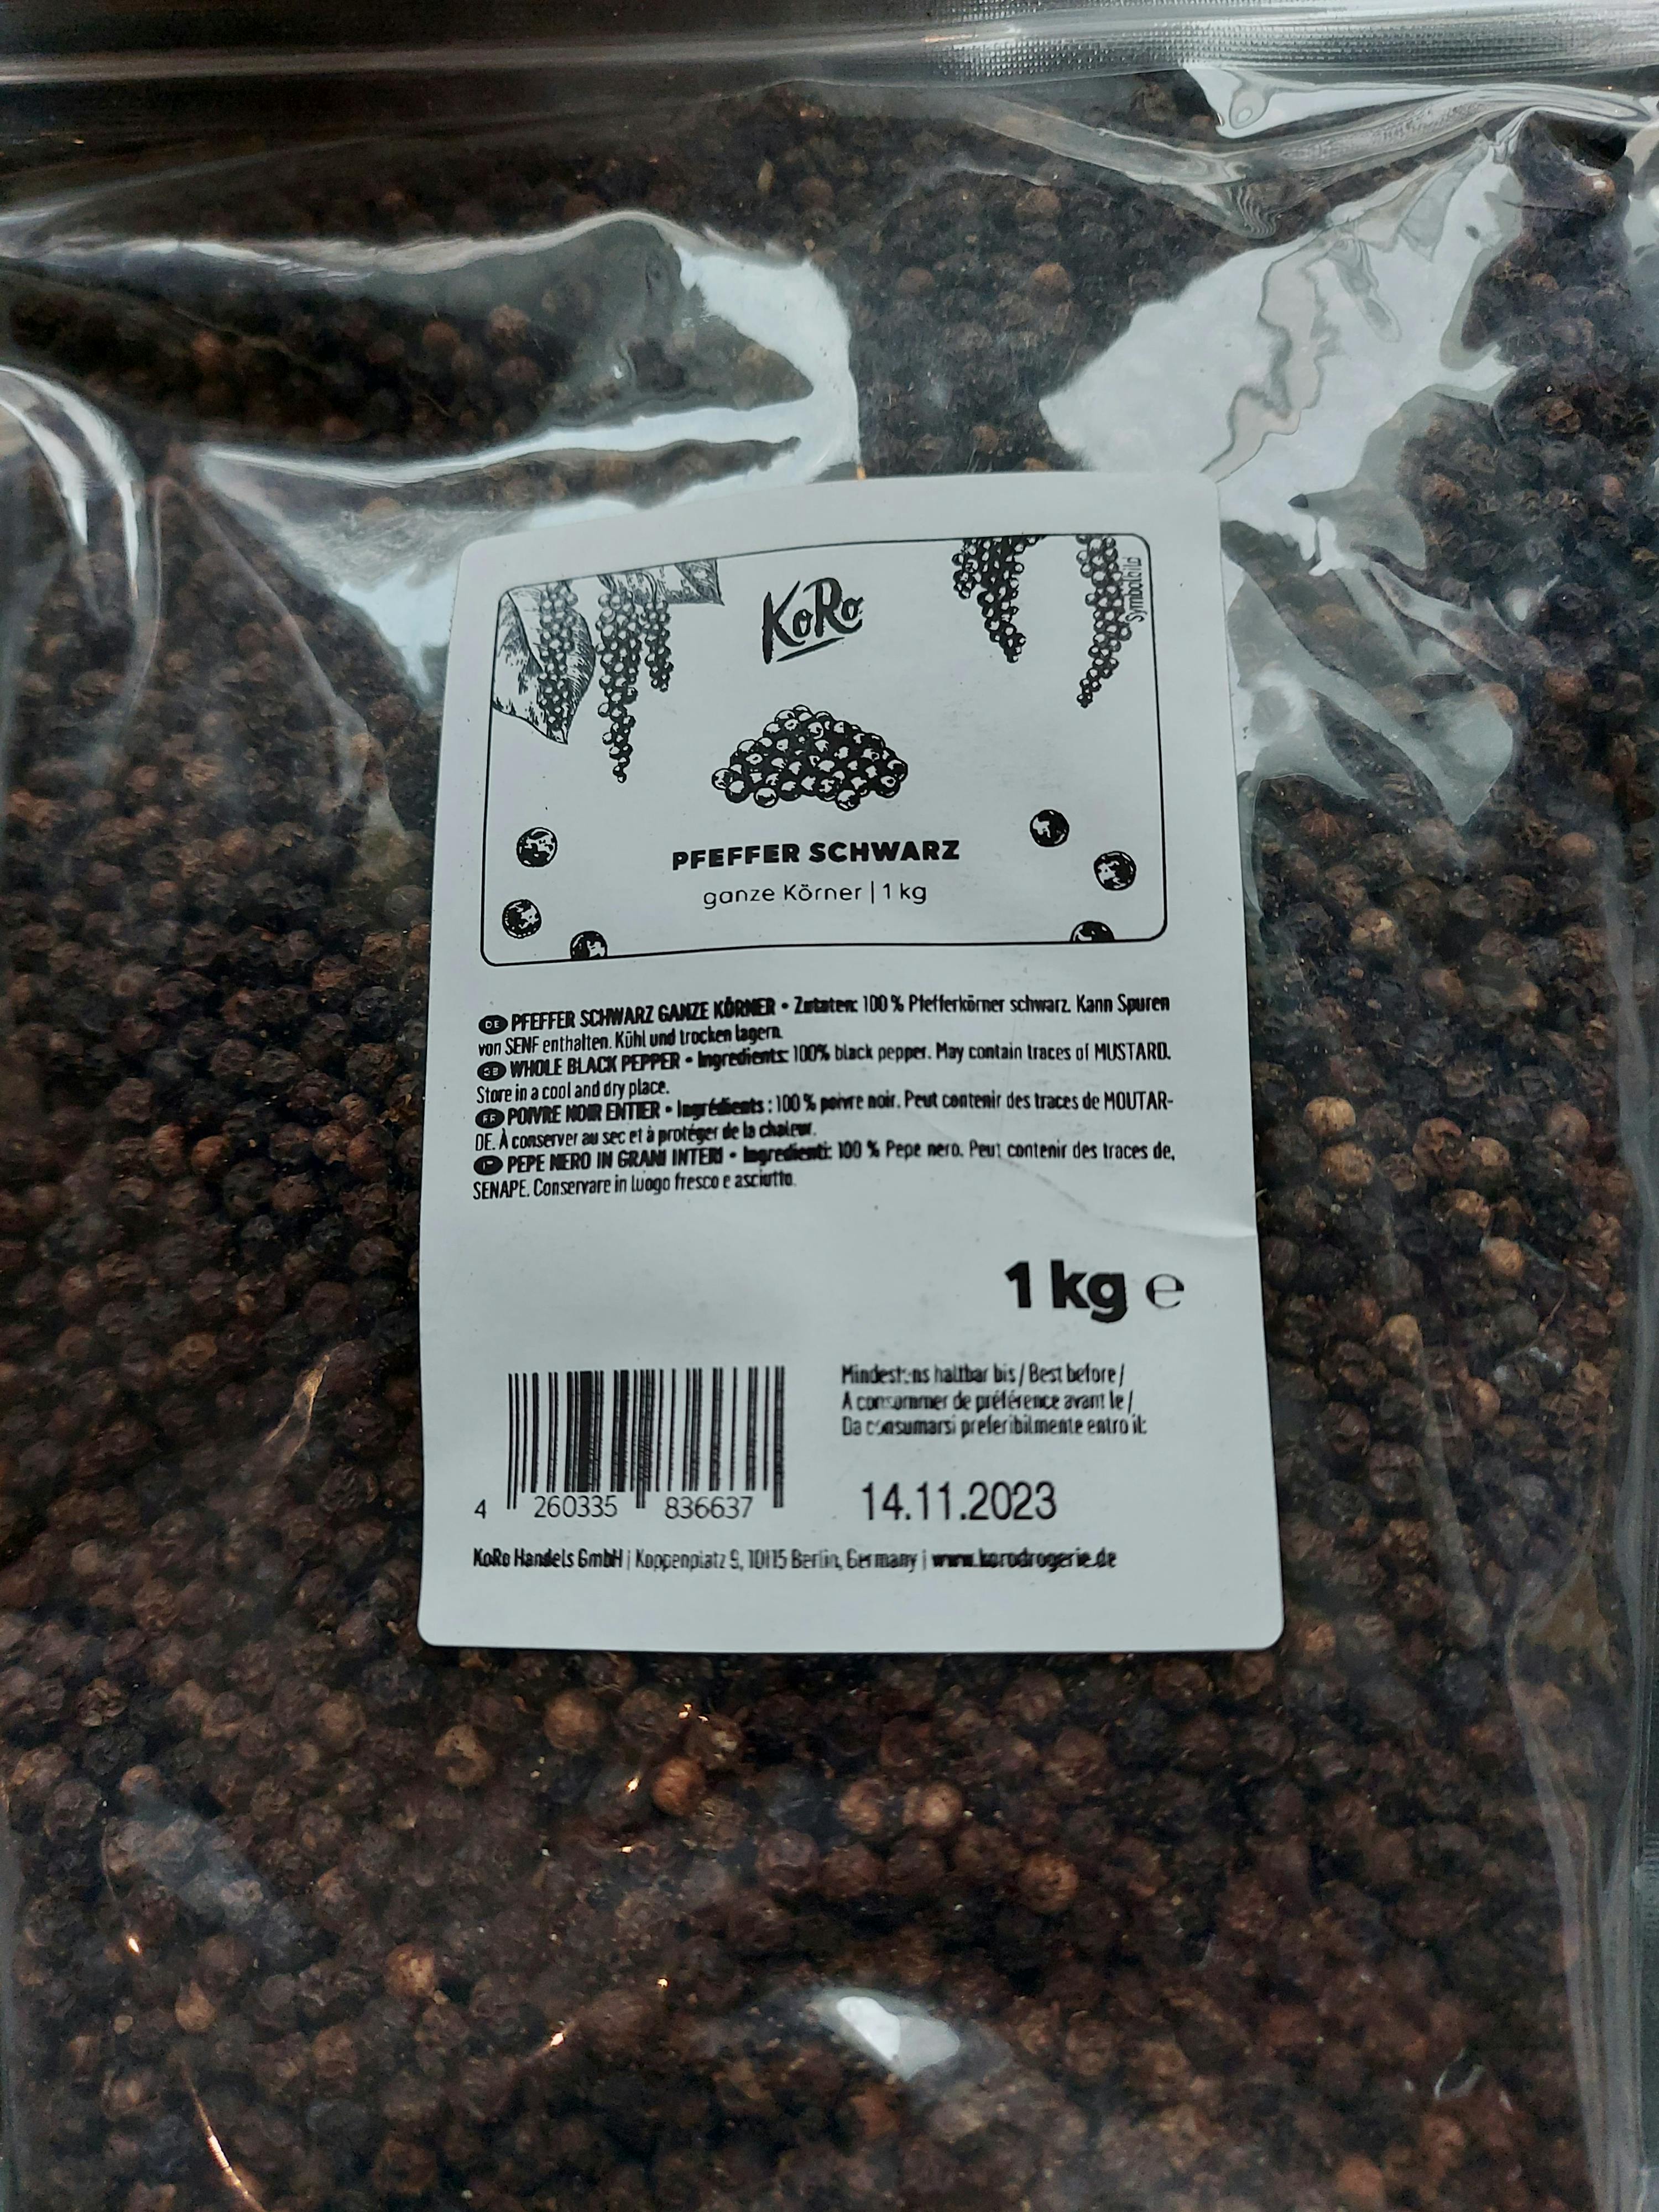 KoRo
Symbolbild
PFEFFER SCHWARZ
ganze Körner | 1 kg
DE PFEFFER SCHWARZ GANZE KÖRNER • Zutaten: 100 % Pfefferkörner schwarz. Kann Spuren
von SENF enthalten. Kühl und trocken lagern.
GB WHOLE BLACK PEPPER • Ingredients: 100% black pepper. May contain traces of MUSTARD.
Store in a cool and dry place.
FR POIVRE NOIR ENTIER • Ingrédients : 100 % poivre noir. Peut contenir des traces de MOUTAR-
DE. À conserver au sec et à protéger de la chaleur.
IT PEPE NERO IN GRANI INTERI • Ingredienti: 100 % Pepe nero. Peut contenir des traces de,
SENAPE. Conservare in luogo fresco e asciutto.
1 kg ℮
Mindestens haltbar bis / Best before /
A consommer de préférence avant le /
Da consumarsi preferibilmente entro il:
14.11.2023
4 260335 836637
KoRo Handels GmbH | Koppenplatz 9, 10115 Berlin, Germany | www.korodrogerie.de